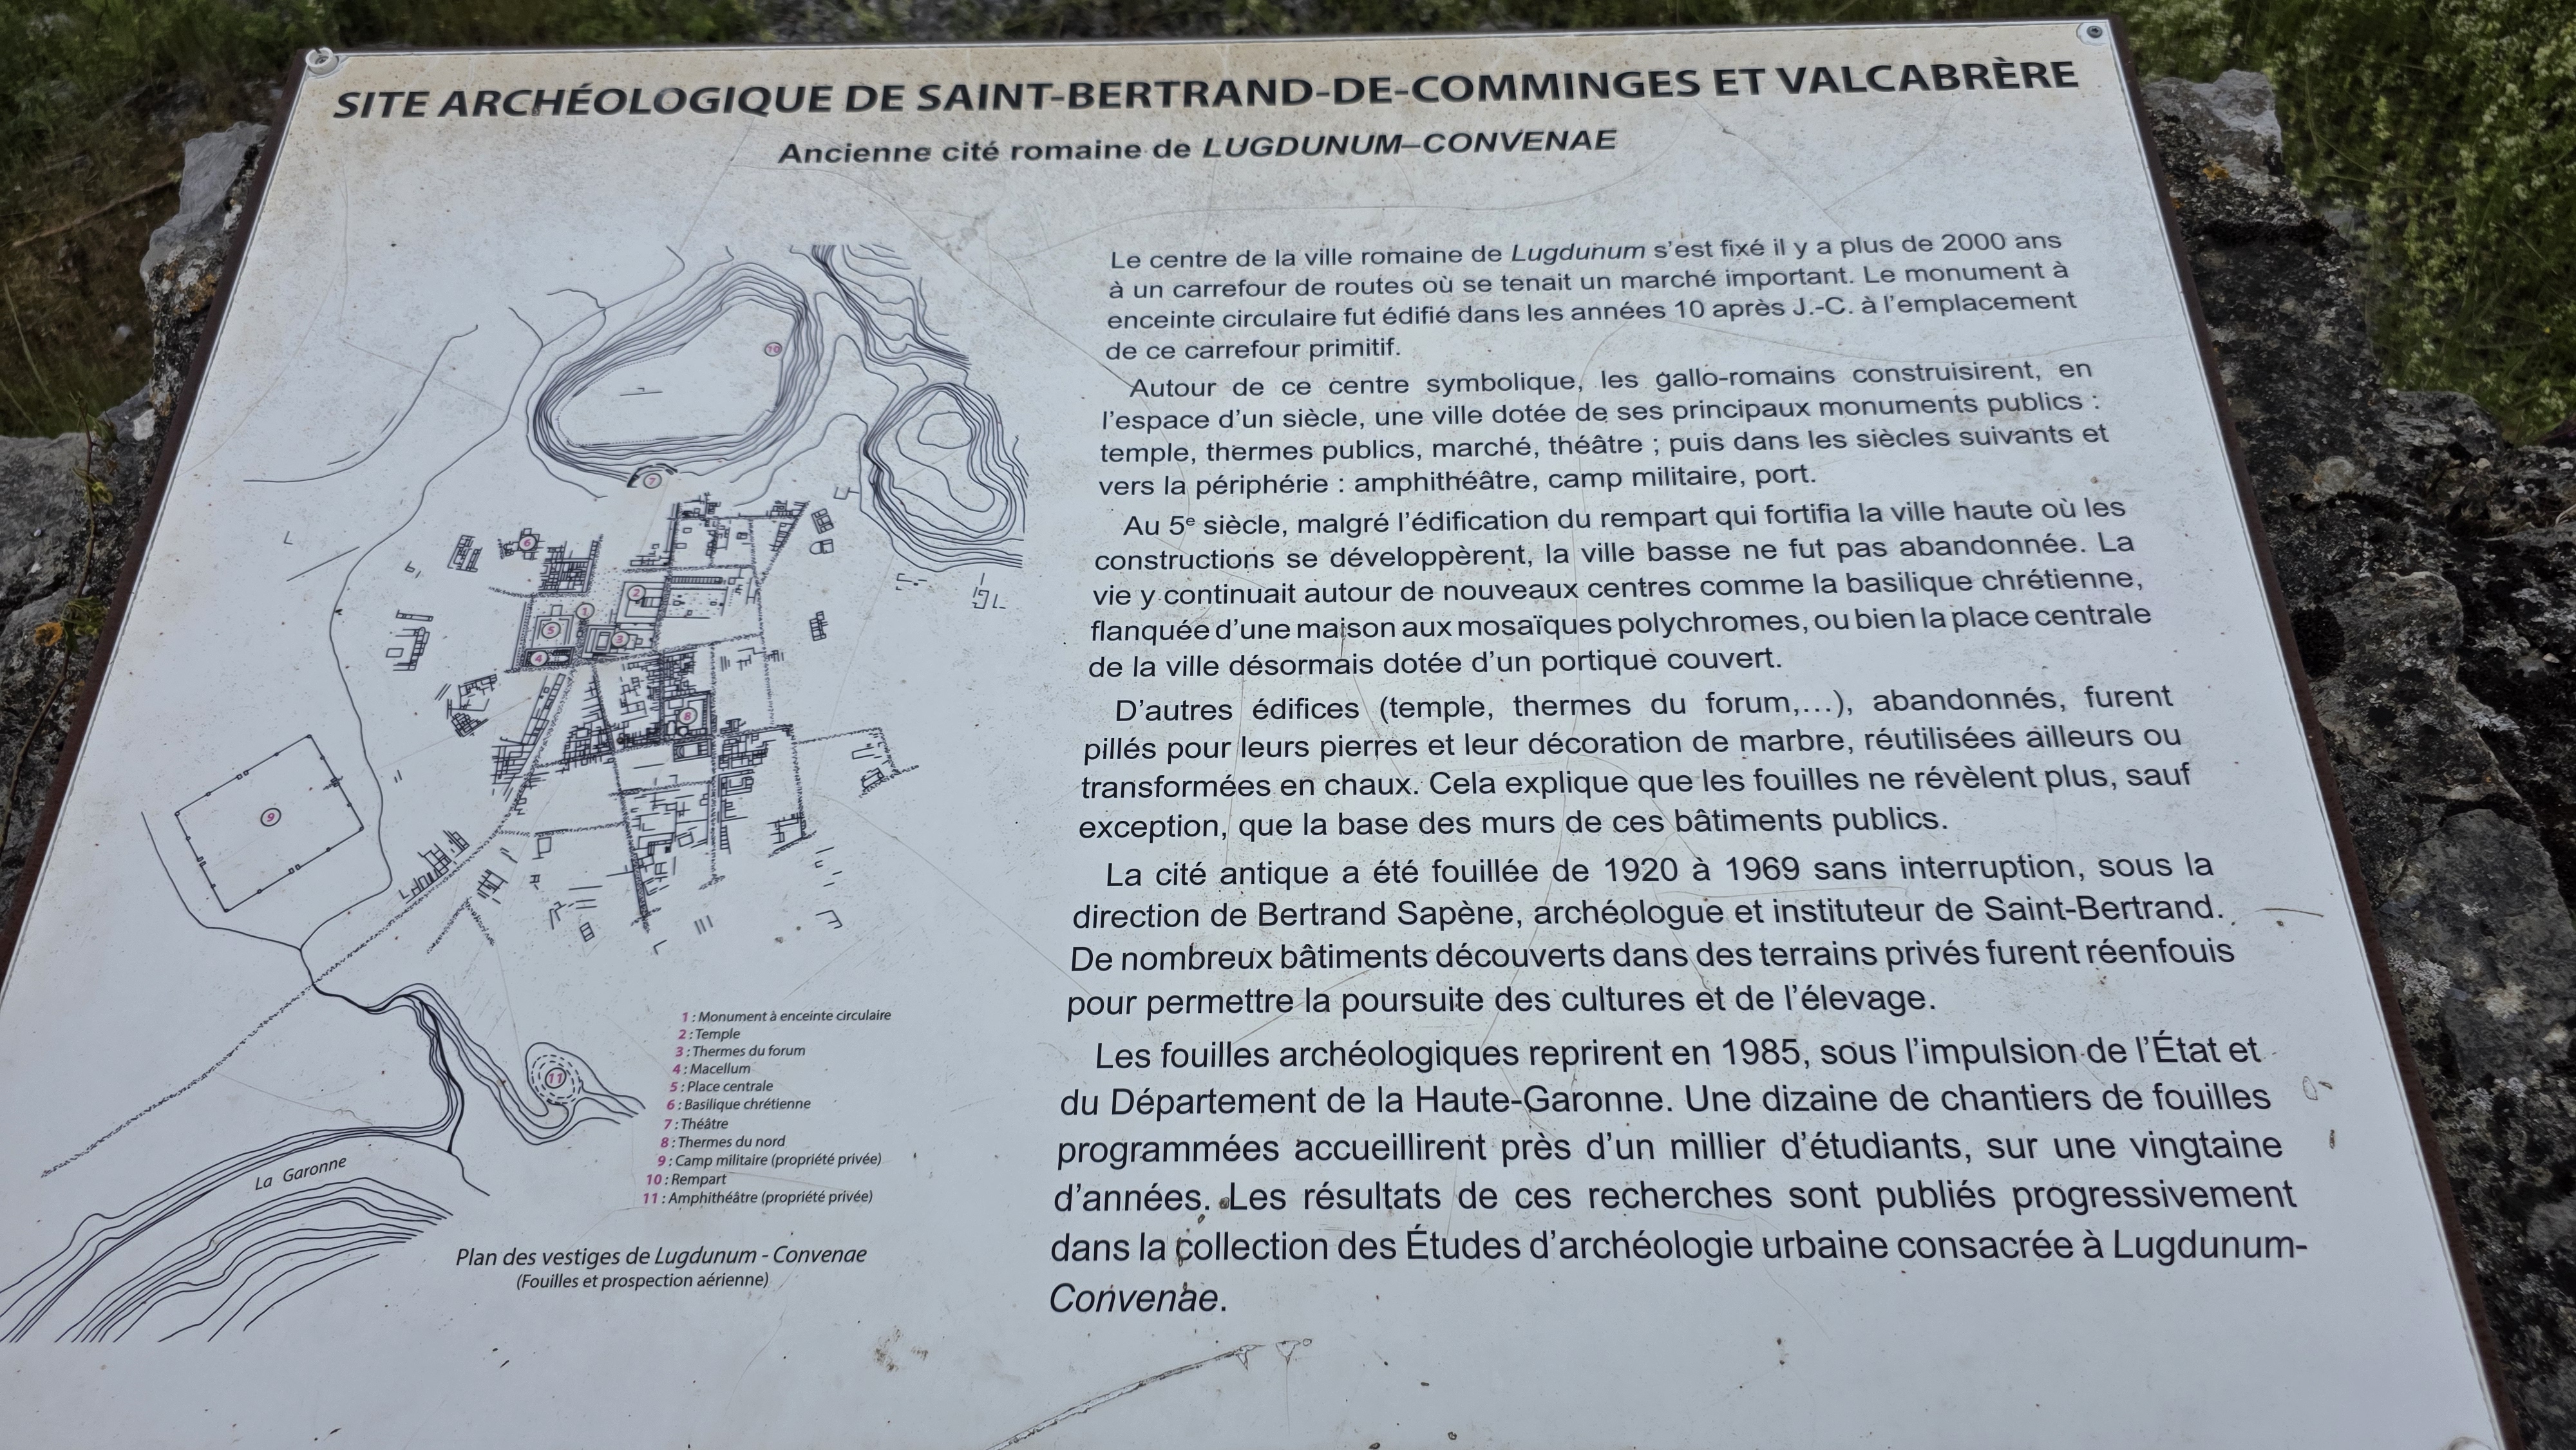 SITE ARCHÉOLOGIQUE DE SAINT-BERTRAND-DE-COMMINGES ET VALCABRÈRE
Ancienne cité romaine de LUGDUNUM–CONVENAE
Le centre de la ville romaine de Lugdunum s'est fixé il y a plus de 2000 ans
à un carrefour de routes où se tenait un marché important. Le monument à
enceinte circulaire fut édifié dans les années 10 après J.-C. à l'emplacement
de ce carrefour primitif.
Autour de ce centre symbolique, les gallo-romains construisirent, en
l'espace d'un siècle, une ville dotée de ses principaux monuments publics :
temple, thermes publics, marché, théâtre ; puis dans les siècles suivants et
vers la périphérie : amphithéâtre, camp militaire, port.
Au 5e siècle, malgré l'édification du rempart qui fortifia la ville haute où les
constructions se développèrent, la ville basse ne fut pas abandonnée. La
vie y continuait autour de nouveaux centres comme la basilique chrétienne,
flanquée d'une maison aux mosaïques polychromes, ou bien la place centrale
de la ville désormais dotée d'un portique couvert.
D'autres édifices (temple, thermes du forum,...), abandonnés, furent
pillés pour leurs pierres et leur décoration de marbre, réutilisées ailleurs ou
transformées en chaux. Cela explique que les fouilles ne révèlent plus, sauf
exception, que la base des murs de ces bâtiments publics.
La cité antique a été fouillée de 1920 à 1969 sans interruption, sous la
direction de Bertrand Sapène, archéologue et instituteur de Saint-Bertrand.
De nombreux bâtiments découverts dans des terrains privés furent réenfouis
pour permettre la poursuite des cultures et de l'élevage.
Les fouilles archéologiques reprirent en 1985, sous l'impulsion de l'État et
du Département de la Haute-Garonne. Une dizaine de chantiers de fouilles
programmées accueillirent près d'un millier d'étudiants, sur une vingtaine
d'années. Les résultats de ces recherches sont publiés progressivement
dans la collection des Études d'archéologie urbaine consacrée à Lugdunum-
Convenae.
10
7
6
1
2
5
3
4
8
9
11
La Garonne
1 : Monument à enceinte circulaire
2 : Temple
3 : Thermes du forum
4 : Macellum
5 : Place centrale
6 : Basilique chrétienne
7 : Théâtre
8 : Thermes du nord
9 : Camp militaire (propriété privée)
10 : Rempart
11 : Amphithéâtre (propriété privée)
Plan des vestiges de Lugdunum - Convenae
(Fouilles et prospection aérienne)